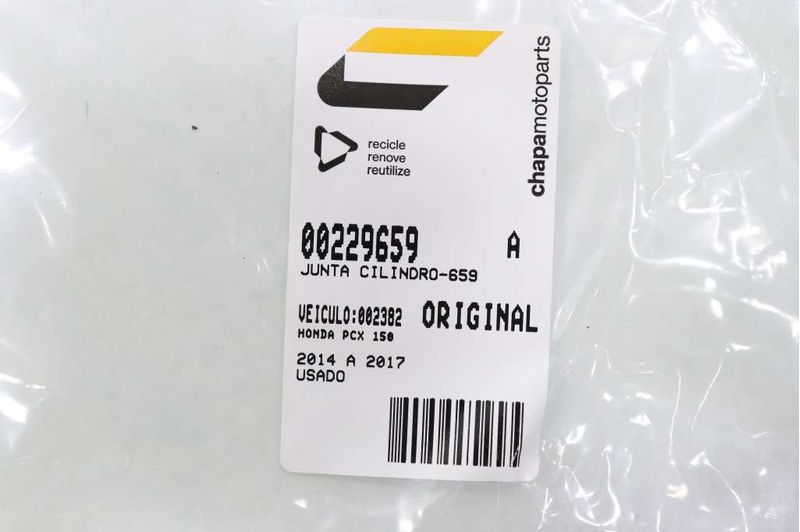 chapamotoparts
recicle
renove
reutilize
00229659 A
JUNTA CILINDRO-659
VEICULO:002382 ORIGINAL
HONDA PCX 150
2014 A 2017
USADO